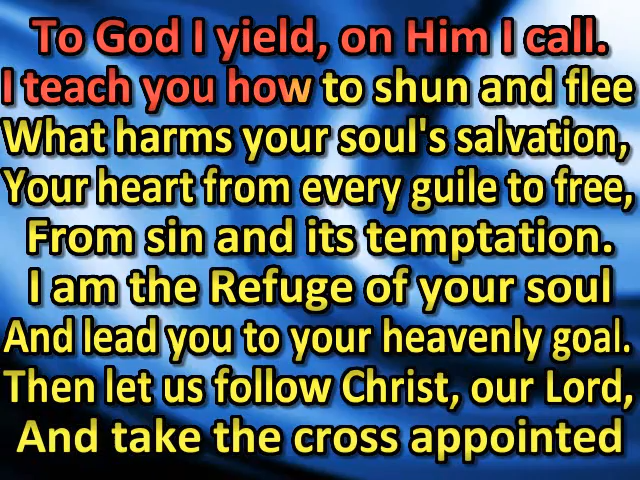 To God I yield, on Him I call.
I teach you how to shun and flee
What harms your soul's salvation,
Your heart from every guile to free,
From sin and its temptation.
I am the Refuge of your soul
And lead you to your heavenly goal.
Then let us follow Christ, our Lord,
And take the cross appointed